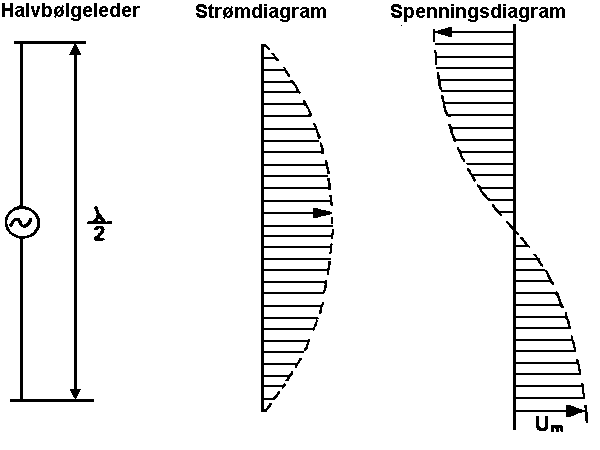 Halvbølgeleder
Strømdiagram
Spenningsdiagram
λ
2
Um